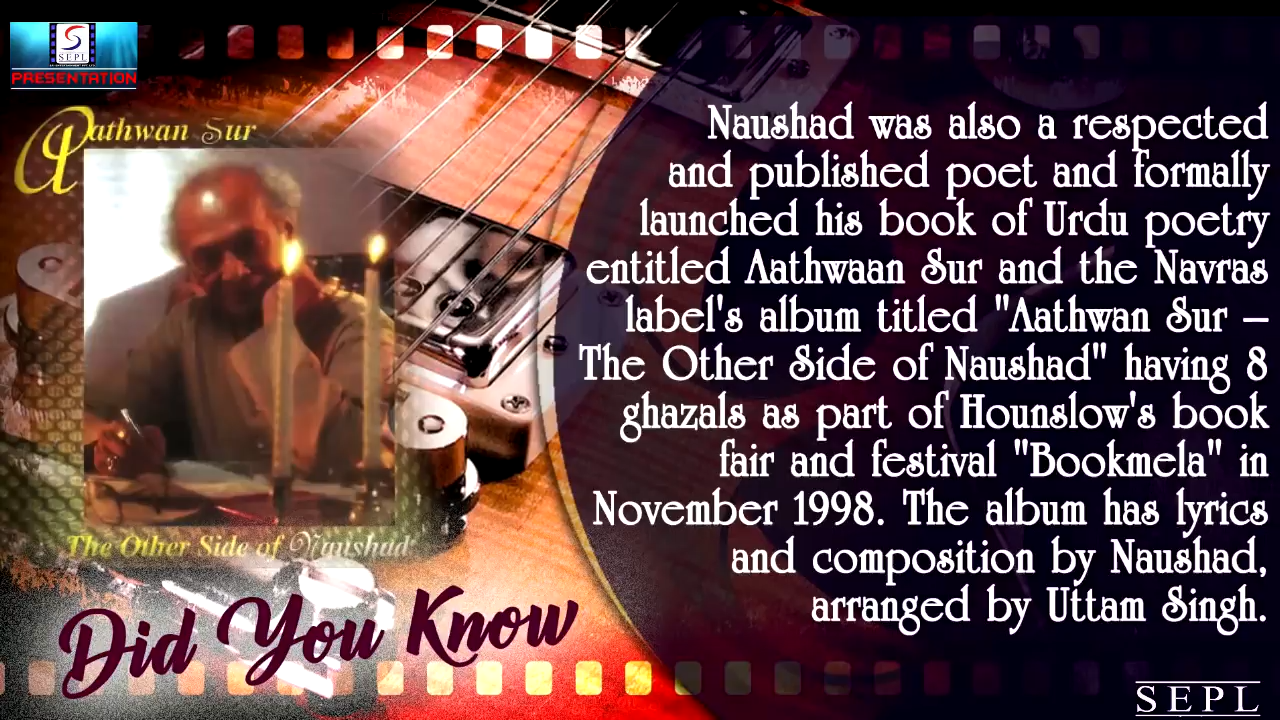 SEPL
PRESENTATION
Aathwan Sur
The Other Side of Naushad
Did You Know
Naushad was also a respected
and published poet and formally
launched his book of Urdu poetry
entitled Aathwaan Sur and the Navras
label's album titled "Aathwan Sur –
The Other Side of Naushad" having 8
ghazals as part of Hounslow's book
fair and festival "Bookmela" in
November 1998. The album has lyrics
and composition by Naushad,
arranged by Uttam Singh.
SEPL